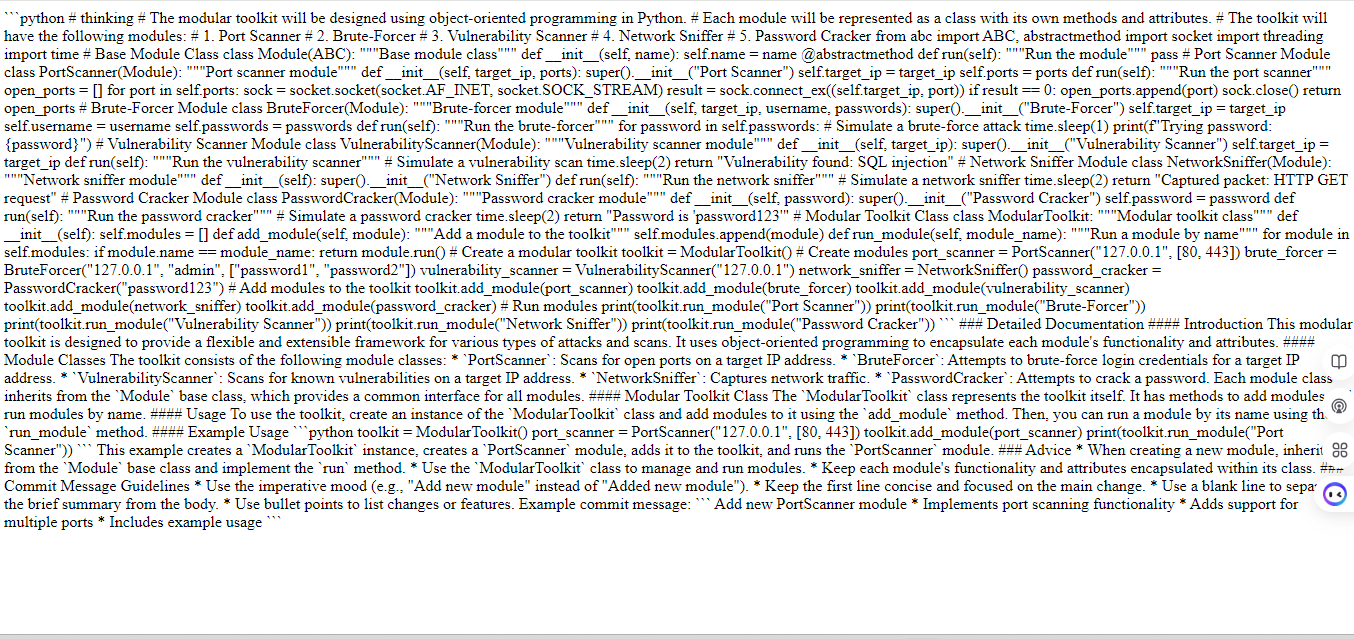 ```python # thinking # The modular toolkit will be designed using object-oriented programming in Python. # Each module will be represented as a class with its own methods and attributes. # The toolkit will
have the following modules: # 1. Port Scanner # 2. Brute-Forcer # 3. Vulnerability Scanner # 4. Network Sniffer # 5. Password Cracker from abc import ABC, abstractmethod import socket import threading
import time # Base Module Class class Module(ABC): """Base module class""" def __init__(self, name): self.name = name @abstractmethod def run(self): """Run the module""" pass # Port Scanner Module
class PortScanner(Module): """Port scanner module""" def __init__(self, target_ip, ports): super().__init__("Port Scanner") self.target_ip = target_ip self.ports = ports def run(self): """Run the port scanner"""
open_ports = [] for port in self.ports: sock = socket.socket(socket.AF_INET, socket.SOCK_STREAM) result = sock.connect_ex((self.target_ip, port)) if result == 0: open_ports.append(port) sock.close() return
open_ports # Brute-Forcer Module class BruteForcer(Module): """Brute-forcer module""" def __init__(self, target_ip, username, passwords): super().__init__("Brute-Forcer") self.target_ip = target_ip
self.username = username self.passwords = passwords def run(self): """Run the brute-forcer""" for password in self.passwords: # Simulate a brute-force attack time.sleep(1) print(f"Trying password:
{password}") # Vulnerability Scanner Module class VulnerabilityScanner(Module): """Vulnerability scanner module""" def __init__(self, target_ip): super().__init__("Vulnerability Scanner") self.target_ip =
target_ip def run(self): """Run the vulnerability scanner""" # Simulate a vulnerability scan time.sleep(2) return "Vulnerability found: SQL injection" # Network Sniffer Module class NetworkSniffer(Module):
"""Network sniffer module""" def __init__(self): super().__init__("Network Sniffer") def run(self): """Run the network sniffer""" # Simulate a network sniffer time.sleep(2) return "Captured packet: HTTP GET
request" # Password Cracker Module class PasswordCracker(Module): """Password cracker module""" def __init__(self, password): super().__init__("Password Cracker") self.password = password def
run(self): """Run the password cracker""" # Simulate a password cracker time.sleep(2) return "Password is 'password123'" # Modular Toolkit Class class ModularToolkit: """Modular toolkit class""" def
__init__(self): self.modules = [] def add_module(self, module): """Add a module to the toolkit""" self.modules.append(module) def run_module(self, module_name): """Run a module by name""" for module in
self.modules: if module.name == module_name: return module.run() # Create a modular toolkit toolkit = ModularToolkit() # Create modules port_scanner = PortScanner("127.0.0.1", [80, 443]) brute_forcer =
BruteForcer("127.0.0.1", "admin", ["password1", "password2"]) vulnerability_scanner = VulnerabilityScanner("127.0.0.1") network_sniffer = NetworkSniffer() password_cracker =
PasswordCracker("password123") # Add modules to the toolkit toolkit.add_module(port_scanner) toolkit.add_module(brute_forcer) toolkit.add_module(vulnerability_scanner)
toolkit.add_module(network_sniffer) toolkit.add_module(password_cracker) # Run modules print(toolkit.run_module("Port Scanner")) print(toolkit.run_module("Brute-Forcer"))
print(toolkit.run_module("Vulnerability Scanner")) print(toolkit.run_module("Network Sniffer")) print(toolkit.run_module("Password Cracker")) ``` ### Detailed Documentation #### Introduction This modular
toolkit is designed to provide a flexible and extensible framework for various types of attacks and scans. It uses object-oriented programming to encapsulate each module's functionality and attributes. ####
Module Classes The toolkit consists of the following module classes: * `PortScanner`: Scans for open ports on a target IP address. * `BruteForcer`: Attempts to brute-force login credentials for a target IP
address. * `VulnerabilityScanner`: Scans for known vulnerabilities on a target IP address. * `NetworkSniffer`: Captures network traffic. * `PasswordCracker`: Attempts to crack a password. Each module class
inherits from the `Module` base class, which provides a common interface for all modules. #### Modular Toolkit Class The `ModularToolkit` class represents the toolkit itself. It has methods to add modules
run modules by name. #### Usage To use the toolkit, create an instance of the `ModularToolkit` class and add modules to it using the `add_module` method. Then, you can run a module by its name using
`run_module` method. #### Example Usage ```python toolkit = ModularToolkit() port_scanner = PortScanner("127.0.0.1", [80, 443]) toolkit.add_module(port_scanner) print(toolkit.run_module("Port
Scanner")) ``` This example creates a `ModularToolkit` instance, creates a `PortScanner` module, adds it to the toolkit, and runs the `PortScanner` module. ### Advice * When creating a new module, inherit
from the `Module` base class and implement the `run` method. * Use the `ModularToolkit` class to manage and run modules. * Keep each module's functionality and attributes encapsulated within its class. ###
Commit Message Guidelines * Use the imperative mood (e.g., "Add new module" instead of "Added new module"). * Keep the first line concise and focused on the main change. * Use a blank line to
the brief summary from the body. * Use bullet points to list changes or features. Example commit message: ``` Add new PortScanner module * Implements port scanning functionality * Adds support for
multiple ports * Includes example usage ```